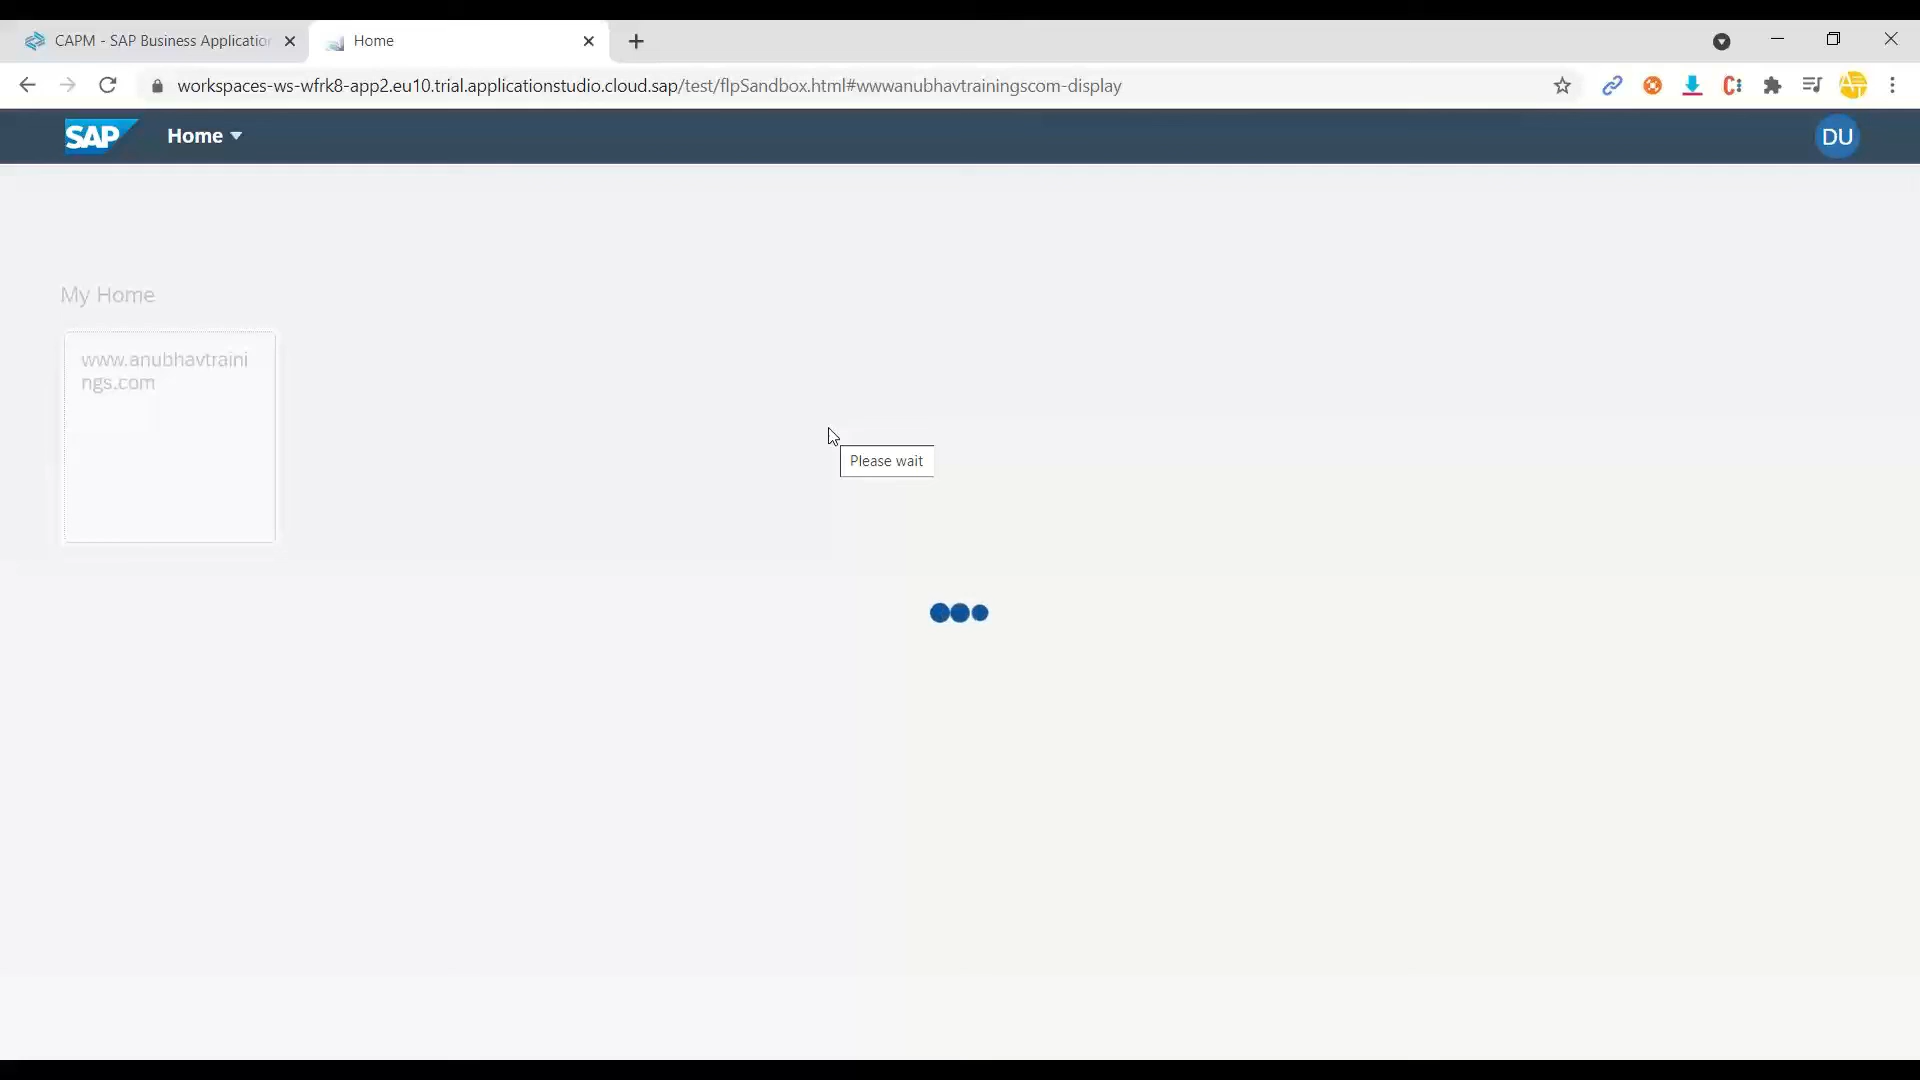 CAPM - SAP Business Applicatio
Home
workspaces-ws-wfrk8-app2.eu10.trial.applicationstudio.cloud.sap/test/flpSandbox.html#wwwanubhavtrainingscom-display
SAP
Home
DU
My Home
www.anubhavtraini
ngs.com
Please wait